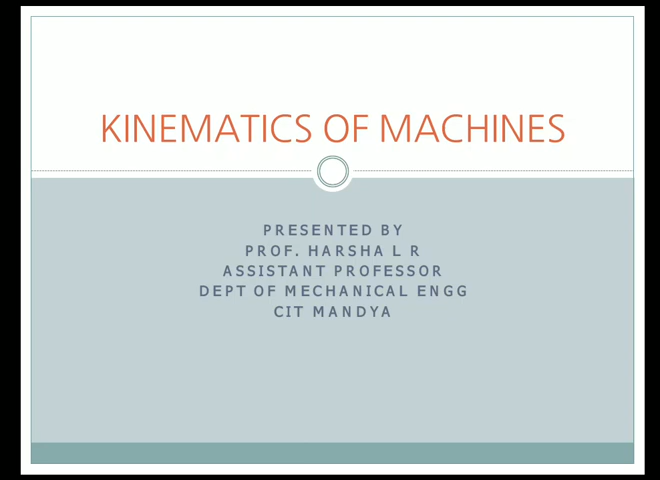 KINEMATICS OF MACHINES
PRESENTED BY
PROF. HARSHA L R
ASSISTANT PROFESSOR
DEPT OF MECHANICAL ENGG
CIT MANDYA